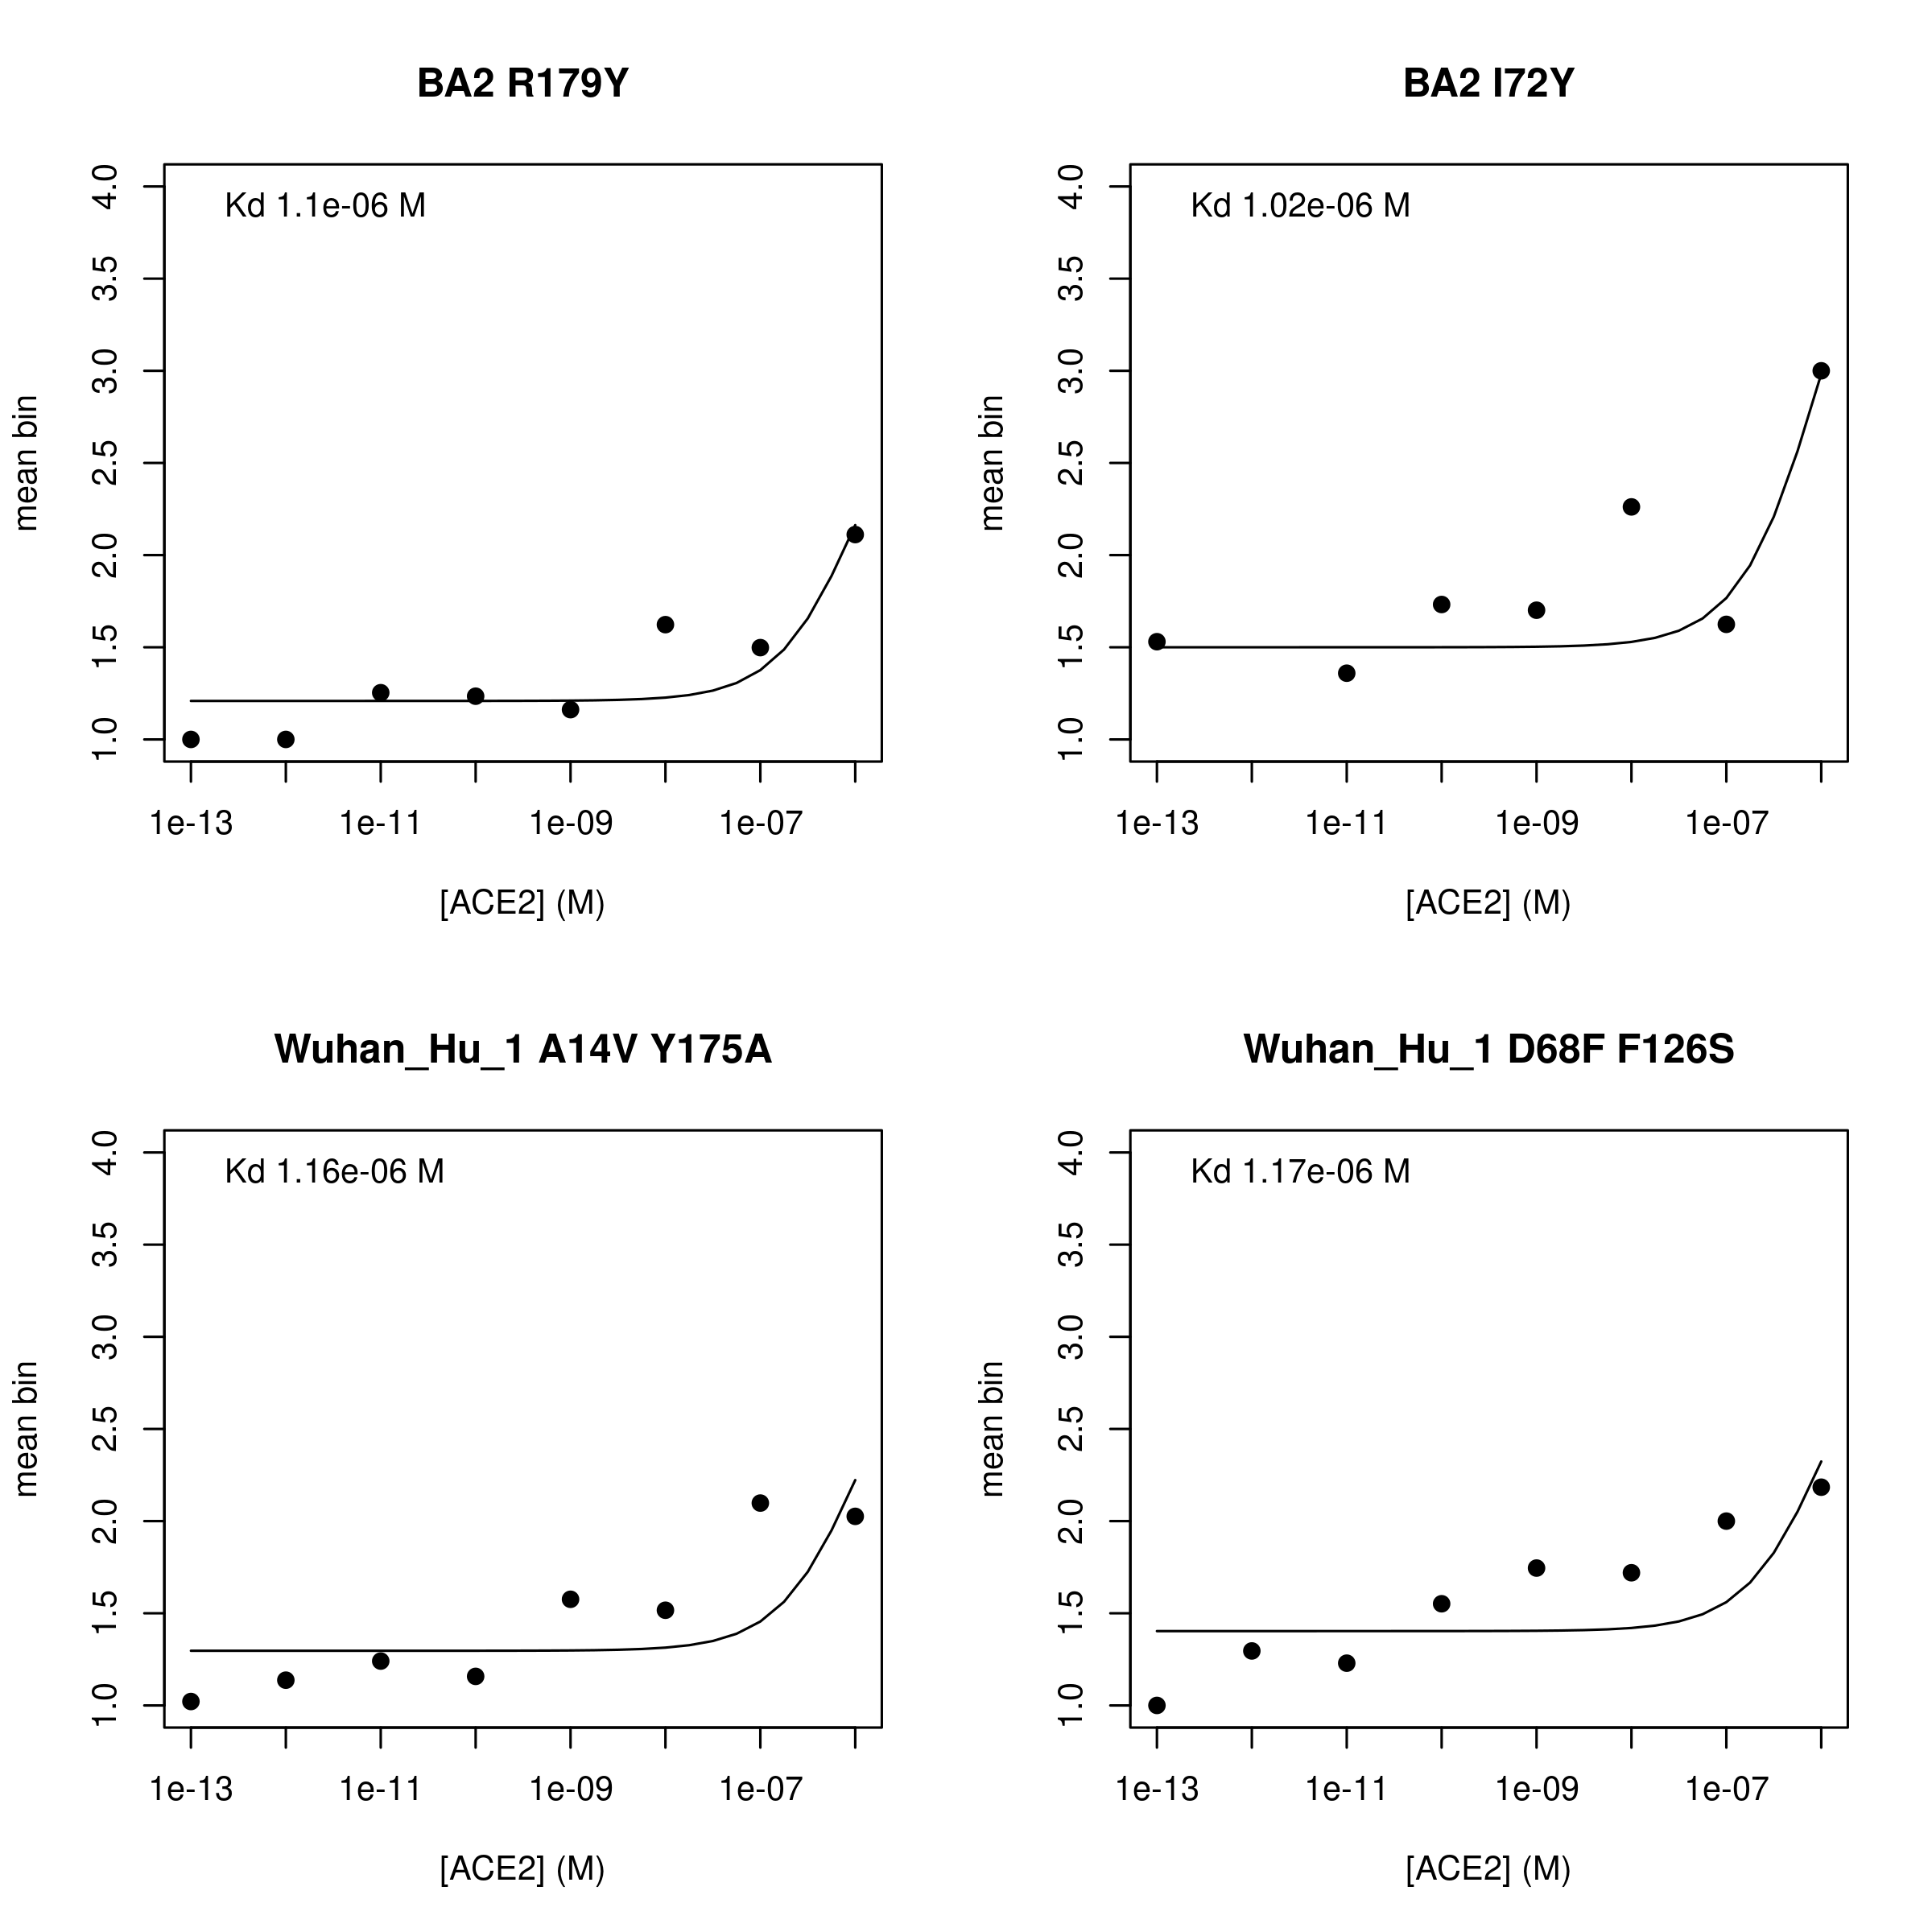 BA2 R179Y
Kd 1.1e-06 M
4.0
3.5
3.0
2.5
2.0
1.5
1.0
mean bin
1e-13 1e-11 1e-09 1e-07
[ACE2] (M)
BA2 I72Y
Kd 1.02e-06 M
4.0
3.5
3.0
2.5
2.0
1.5
1.0
mean bin
1e-13 1e-11 1e-09 1e-07
[ACE2] (M)
Wuhan_Hu_1 A14V Y175A
Kd 1.16e-06 M
4.0
3.5
3.0
2.5
2.0
1.5
1.0
mean bin
1e-13 1e-11 1e-09 1e-07
[ACE2] (M)
Wuhan_Hu_1 D68F F126S
Kd 1.17e-06 M
4.0
3.5
3.0
2.5
2.0
1.5
1.0
mean bin
1e-13 1e-11 1e-09 1e-07
[ACE2] (M)